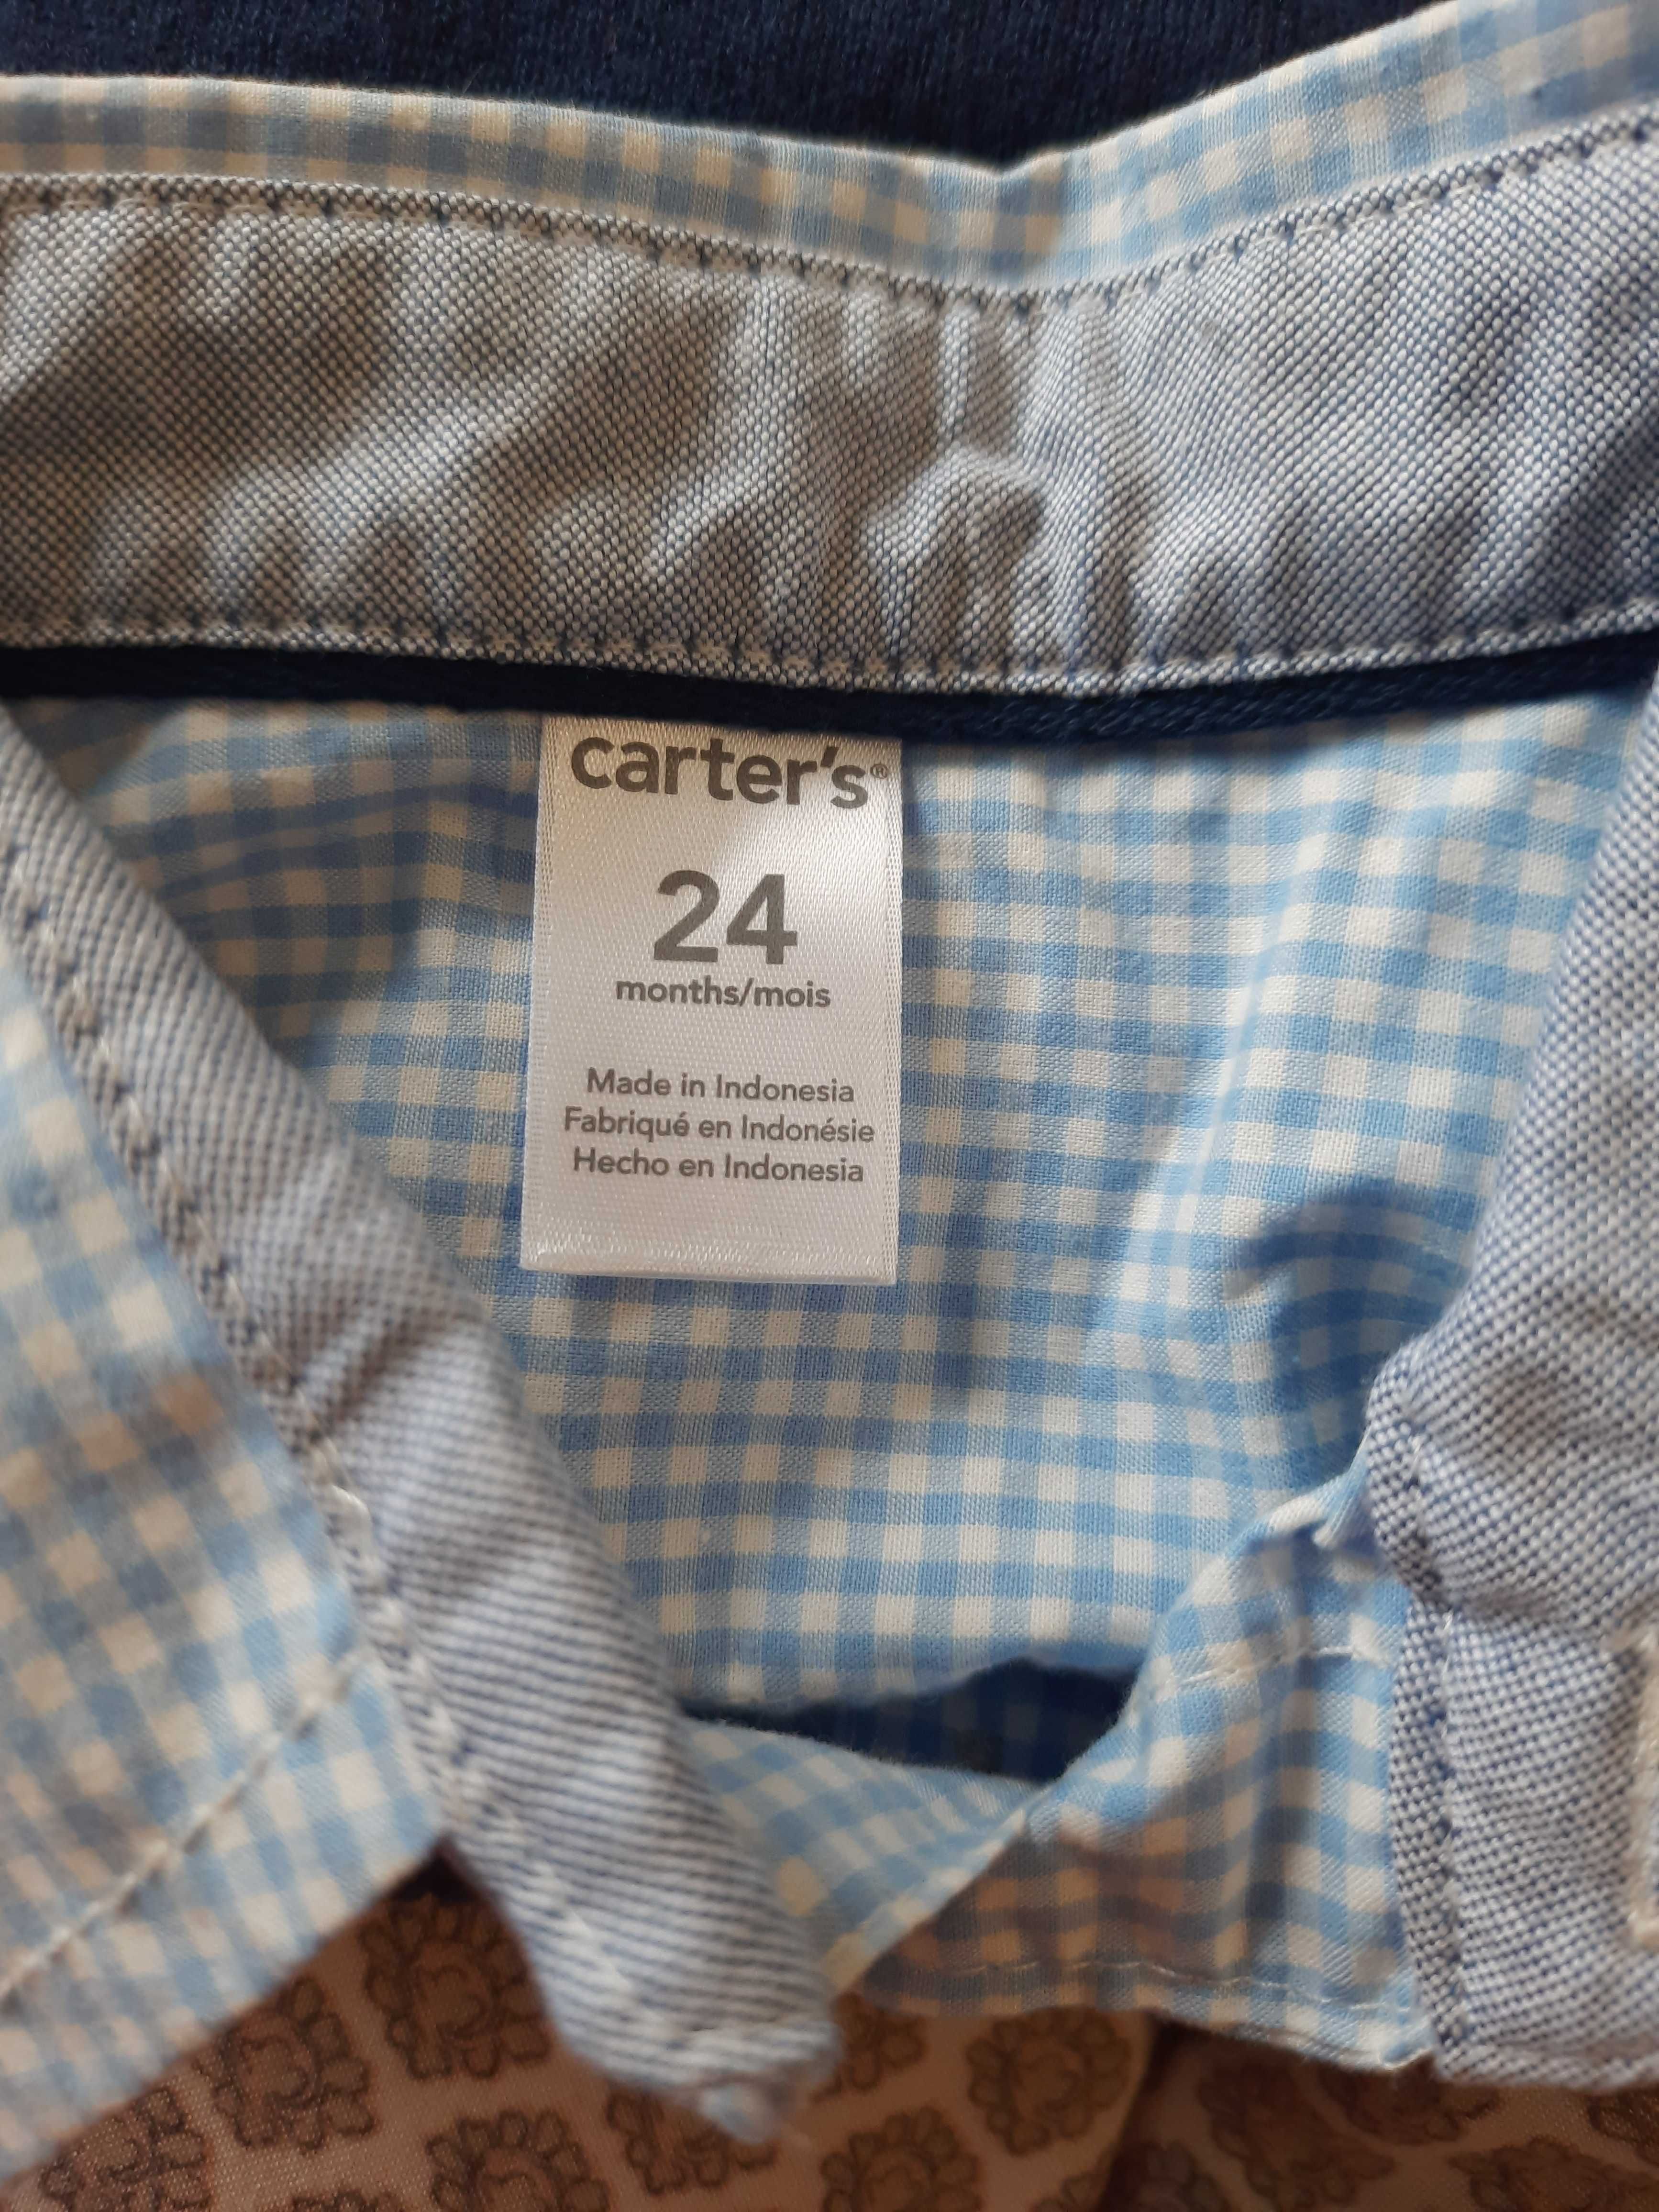 carter's®
24
months/mois
Made in Indonesia
Fabriqué en Indonésie
Hecho en Indonesia